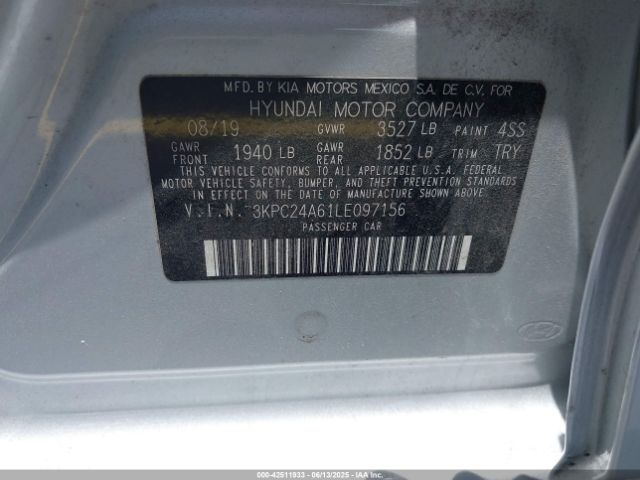 MFD. BY KIA MOTORS MEXICO S.A. DE C.V. FOR
HYUNDAI MOTOR COMPANY
08/19 GVWR 3527 LB PAINT 4SS
GAWR FRONT 1940 LB GAWR REAR 1852 LB TRIM TRY
THIS VEHICLE CONFORMS TO ALL APPLICABLE U.S.A. FEDERAL
MOTOR VEHICLE SAFETY, BUMPER, AND THEFT PREVENTION STANDARDS
IN EFFECT ON THE DATE OF MANUFACTURE SHOWN ABOVE.
V.I.N. 3KPC24A61LE097156
PASSENGER CAR
000-42511933 - 06/13/2025 - IAAI.COM